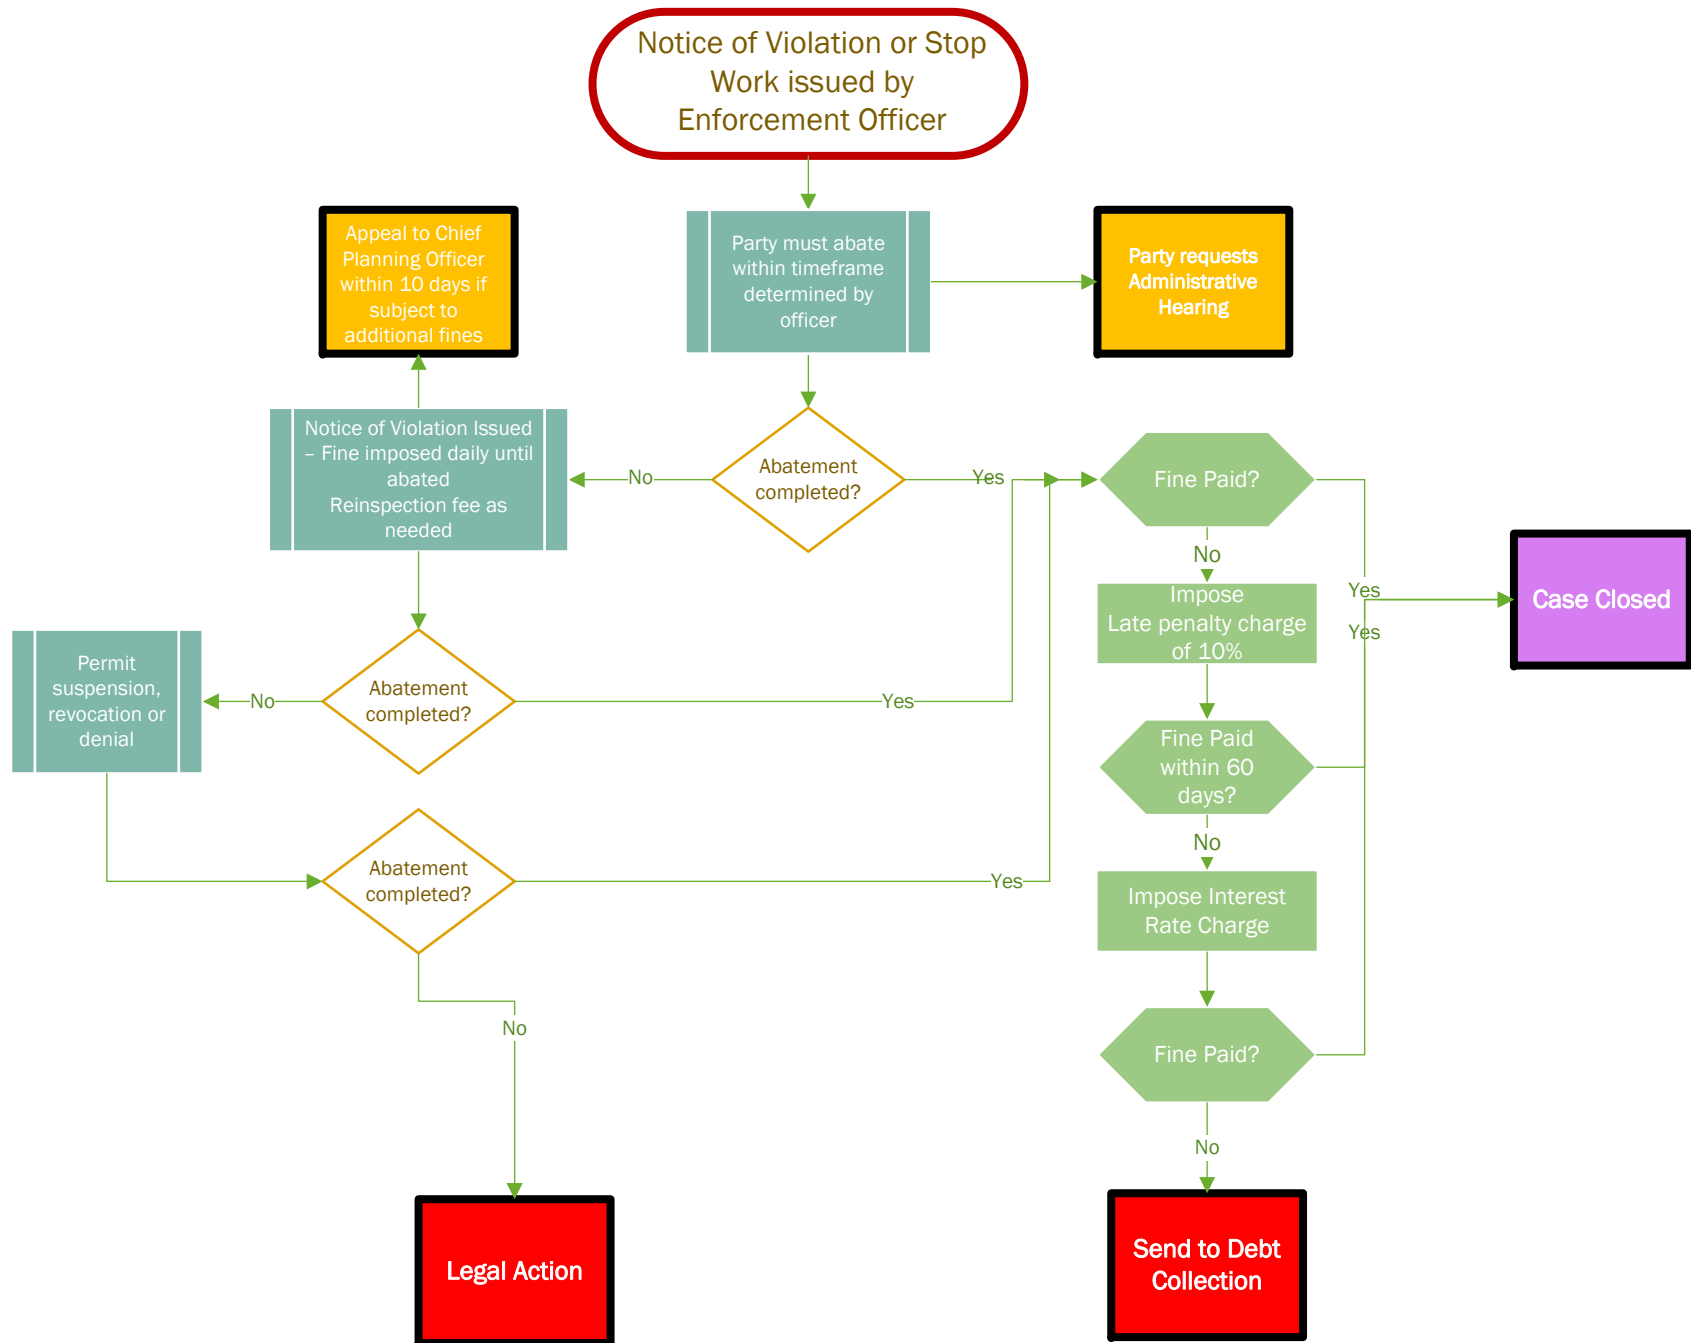 Notice of Violation or Stop
Work issued by
Enforcement Officer
Appeal to Chief
Planning Officer
within 10 days if
subject to
additional fines
Party must abate
within timeframe
determined by
officer
Party requests
Administrative
Hearing
Notice of Violation Issued
– Fine imposed daily until
abated
Reinspection fee as
needed
No
Abatement
completed?
Yes
Fine Paid?
No
Impose
Late penalty charge
of 10%
Yes
Yes
Case Closed
Permit
suspension,
revocation or
denial
No
Abatement
completed?
Yes
Fine Paid
within 60
days?
No
Abatement
completed?
Yes
Impose Interest
Rate Charge
No
Fine Paid?
No
Legal Action
Send to Debt
Collection